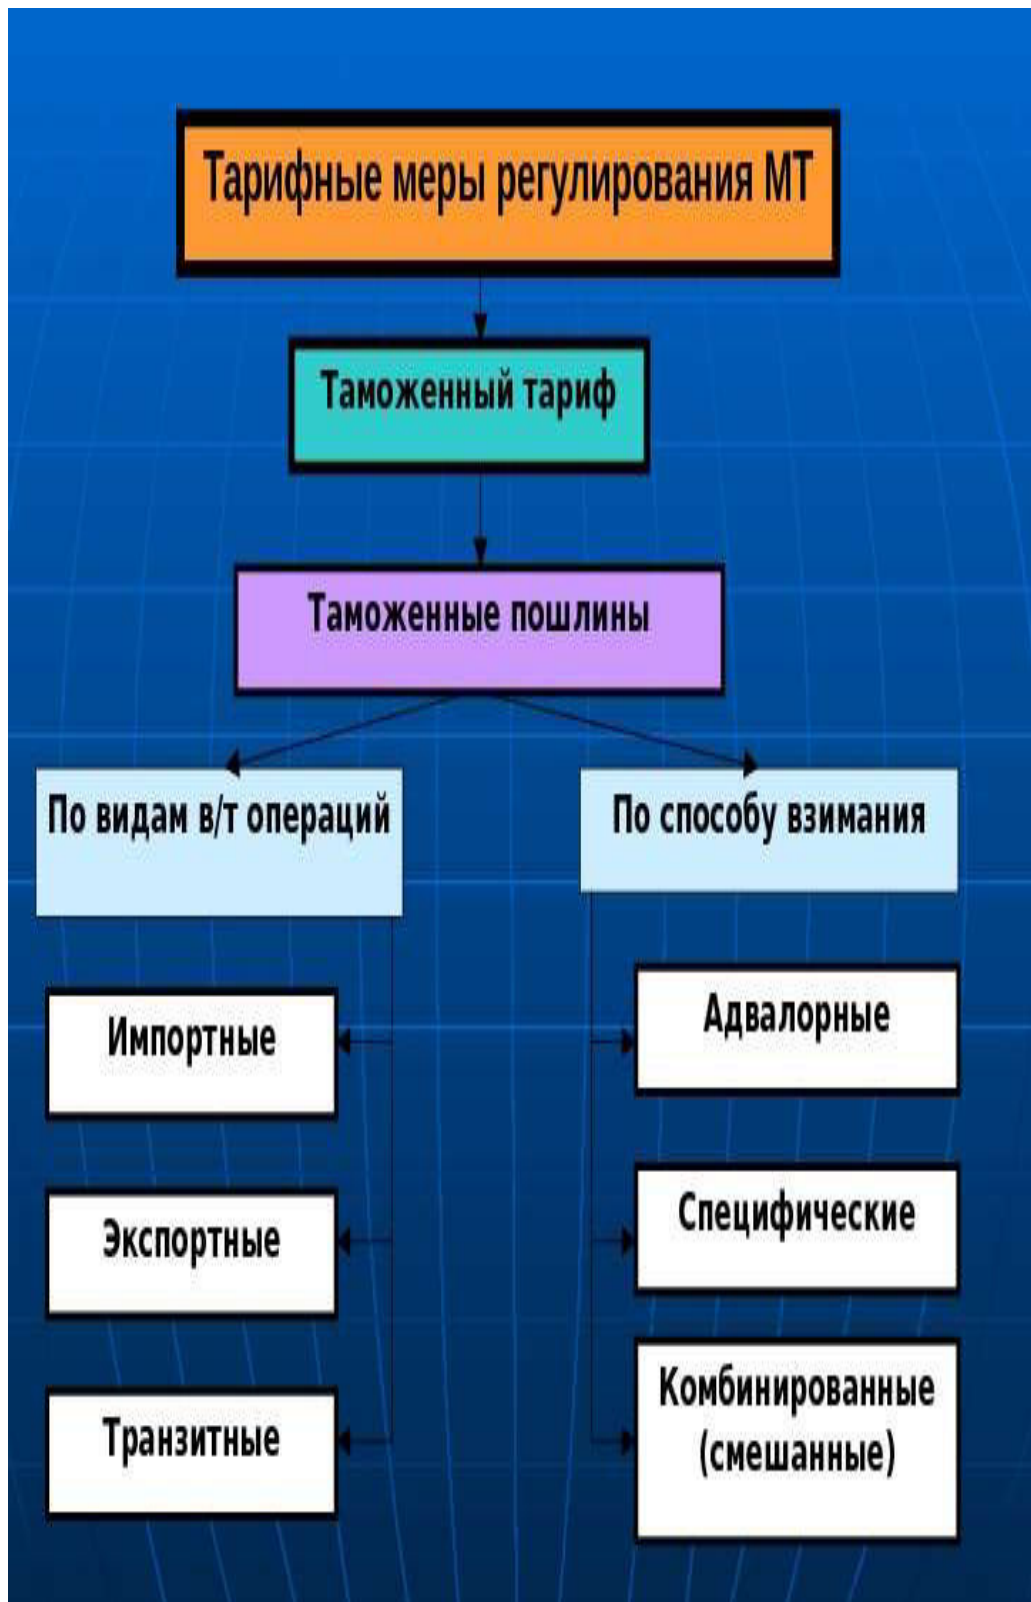 Тарифные меры регулирования МТ
Таможенный тариф
Таможенные пошлины
По видам в/т операций
По способу взимания
Импортные
Адвалорные
Экспортные
Специфические
Транзитные
Комбинированные
(смешанные)